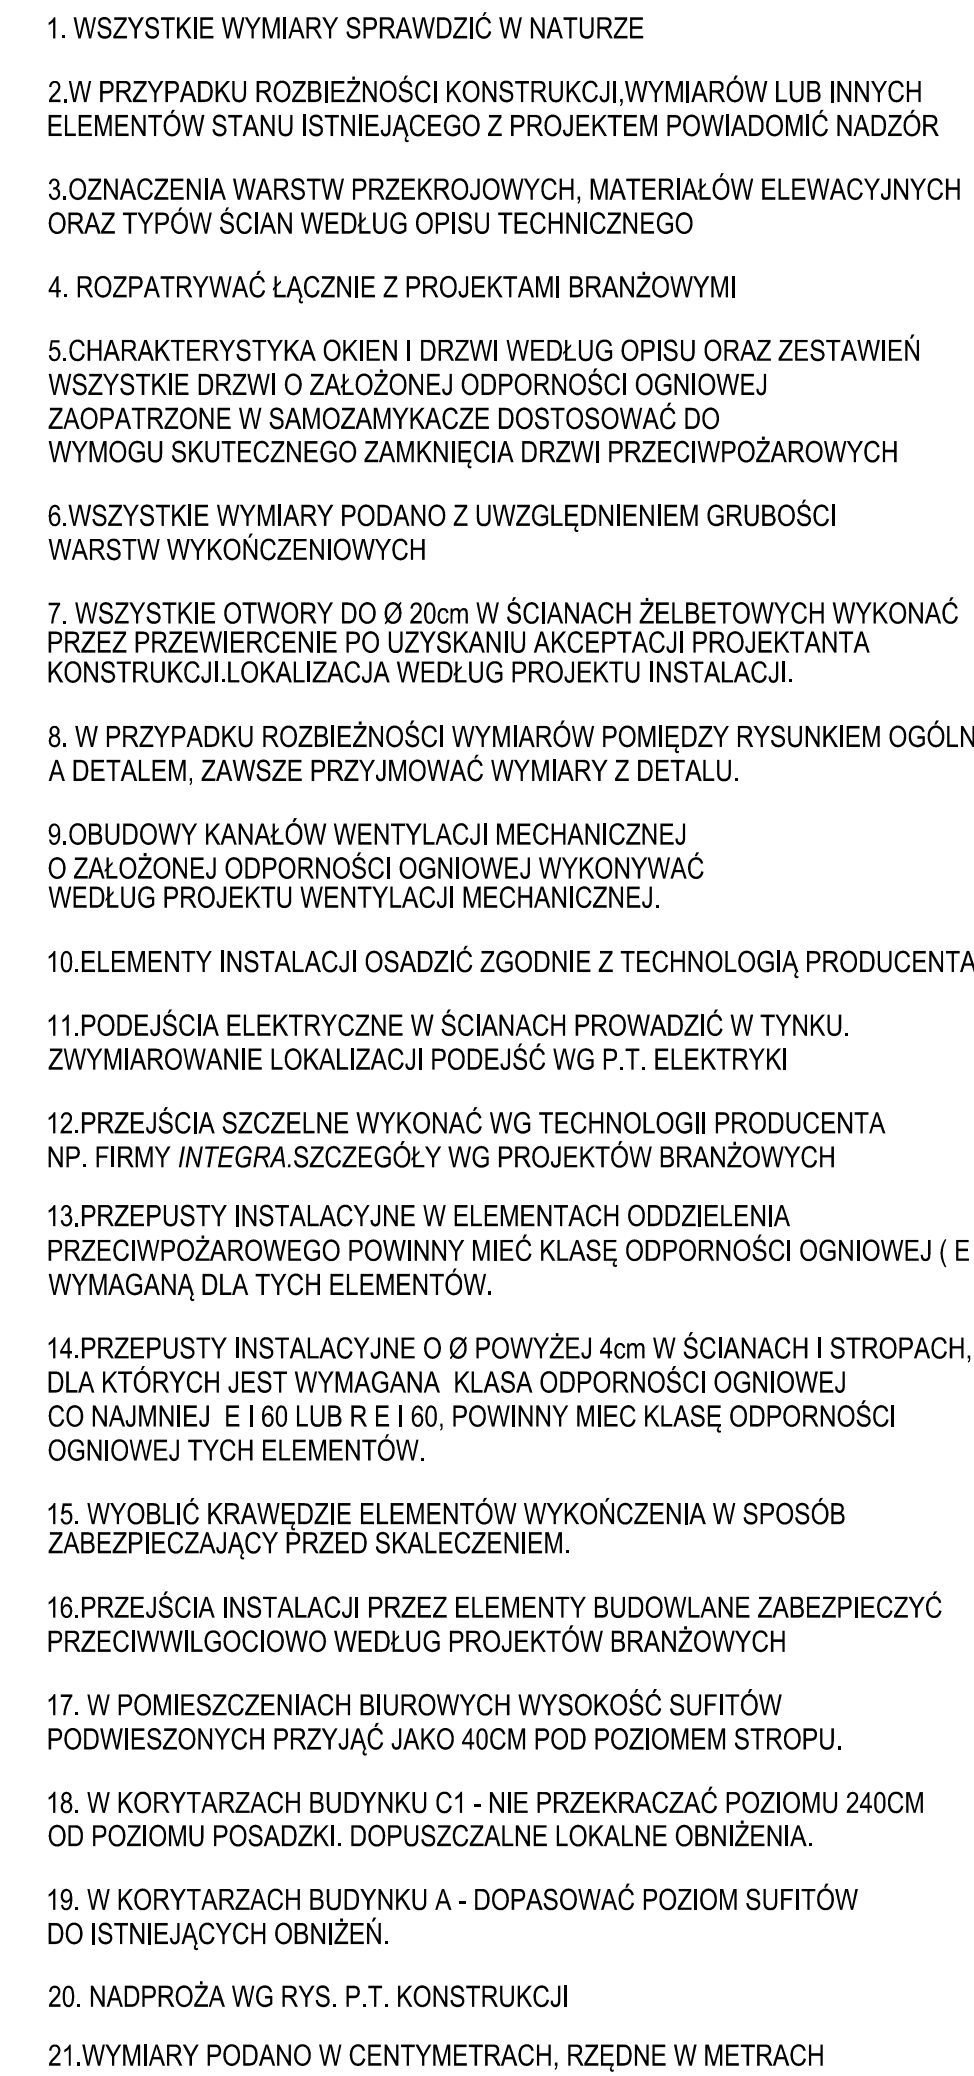 1. WSZYSTKIE WYMIARY SPRAWDZIĆ W NATURZE
2.W PRZYPADKU ROZBIEŻNOŚCI KONSTRUKCJI,WYMIARÓW LUB INNYCH
ELEMENTÓW STANU ISTNIEJĄCEGO Z PROJEKTEM POWIADOMIĆ NADZÓR
3.OZNACZENIA WARSTW PRZEKROJOWYCH, MATERIAŁÓW ELEWACYJNYCH
ORAZ TYPÓW ŚCIAN WEDŁUG OPISU TECHNICZNEGO
4. ROZPATRYWAĆ ŁĄCZNIE Z PROJEKTAMI BRANŻOWYMI
5.CHARAKTERYSTYKA OKIEN I DRZWI WEDŁUG OPISU ORAZ ZESTAWIEŃ
WSZYSTKIE DRZWI O ZAŁOŻONEJ ODPORNOŚCI OGNIOWEJ
ZAOPATRZONE W SAMOZAMYKACZE DOSTOSOWAĆ DO
WYMOGU SKUTECZNEGO ZAMKNIĘCIA DRZWI PRZECIWPOŻAROWYCH
6.WSZYSTKIE WYMIARY PODANO Z UWZGLĘDNIENIEM GRUBOŚCI
WARSTW WYKOŃCZENIOWYCH
7. WSZYSTKIE OTWORY DO Ø 20cm W ŚCIANACH ŻELBETOWYCH WYKONAĆ
PRZEZ PRZEWIERCENIE PO UZYSKANIU AKCEPTACJI PROJEKTANTA
KONSTRUKCJI.LOKALIZACJA WEDŁUG PROJEKTU INSTALACJI.
8. W PRZYPADKU ROZBIEŻNOŚCI WYMIARÓW POMIĘDZY RYSUNKIEM OGÓLN
A DETALEM, ZAWSZE PRZYJMOWAĆ WYMIARY Z DETALU.
9.OBUDOWY KANAŁÓW WENTYLACJI MECHANICZNEJ
O ZAŁOŻONEJ ODPORNOŚCI OGNIOWEJ WYKONYWAĆ
WEDŁUG PROJEKTU WENTYLACJI MECHANICZNEJ.
10.ELEMENTY INSTALACJI OSADZIĆ ZGODNIE Z TECHNOLOGIĄ PRODUCENTA
11.PODEJŚCIA ELEKTRYCZNE W ŚCIANACH PROWADZIĆ W TYNKU.
ZWYMIAROWANIE LOKALIZACJI PODEJŚĆ WG P.T. ELEKTRYKI
12.PRZEJŚCIA SZCZELNE WYKONAĆ WG TECHNOLOGII PRODUCENTA
NP. FIRMY INTEGRA.SZCZEGÓŁY WG PROJEKTÓW BRANŻOWYCH
13.PRZEPUSTY INSTALACYJNE W ELEMENTACH ODDZIELENIA
PRZECIWPOŻAROWEGO POWINNY MIEĆ KLASĘ ODPORNOŚCI OGNIOWEJ ( E
WYMAGANĄ DLA TYCH ELEMENTÓW.
14.PRZEPUSTY INSTALACYJNE O Ø POWYŻEJ 4cm W ŚCIANACH I STROPACH,
DLA KTÓRYCH JEST WYMAGANA  KLASA ODPORNOŚCI OGNIOWEJ
CO NAJMNIEJ  E I 60 LUB R E I 60, POWINNY MIEC KLASĘ ODPORNOŚCI
OGNIOWEJ TYCH ELEMENTÓW.
15. WYOBLIĆ KRAWĘDZIE ELEMENTÓW WYKOŃCZENIA W SPOSÓB
ZABEZPIECZAJĄCY PRZED SKALECZENIEM.
16.PRZEJŚCIA INSTALACJI PRZEZ ELEMENTY BUDOWLANE ZABEZPIECZYĆ
PRZECIWWILGOCIOWO WEDŁUG PROJEKTÓW BRANŻOWYCH
17. W POMIESZCZENIACH BIUROWYCH WYSOKOŚĆ SUFITÓW
PODWIESZONYCH PRZYJĄĆ JAKO 40CM POD POZIOMEM STROPU.
18. W KORYTARZACH BUDYNKU C1 - NIE PRZEKRACZAĆ POZIOMU 240CM
OD POZIOMU POSADZKI. DOPUSZCZALNE LOKALNE OBNIŻENIA.
19. W KORYTARZACH BUDYNKU A - DOPASOWAĆ POZIOM SUFITÓW
DO ISTNIEJĄCYCH OBNIŻEŃ.
20. NADPROŻA WG RYS. P.T. KONSTRUKCJI
21.WYMIARY PODANO W CENTYMETRACH, RZĘDNE W METRACH